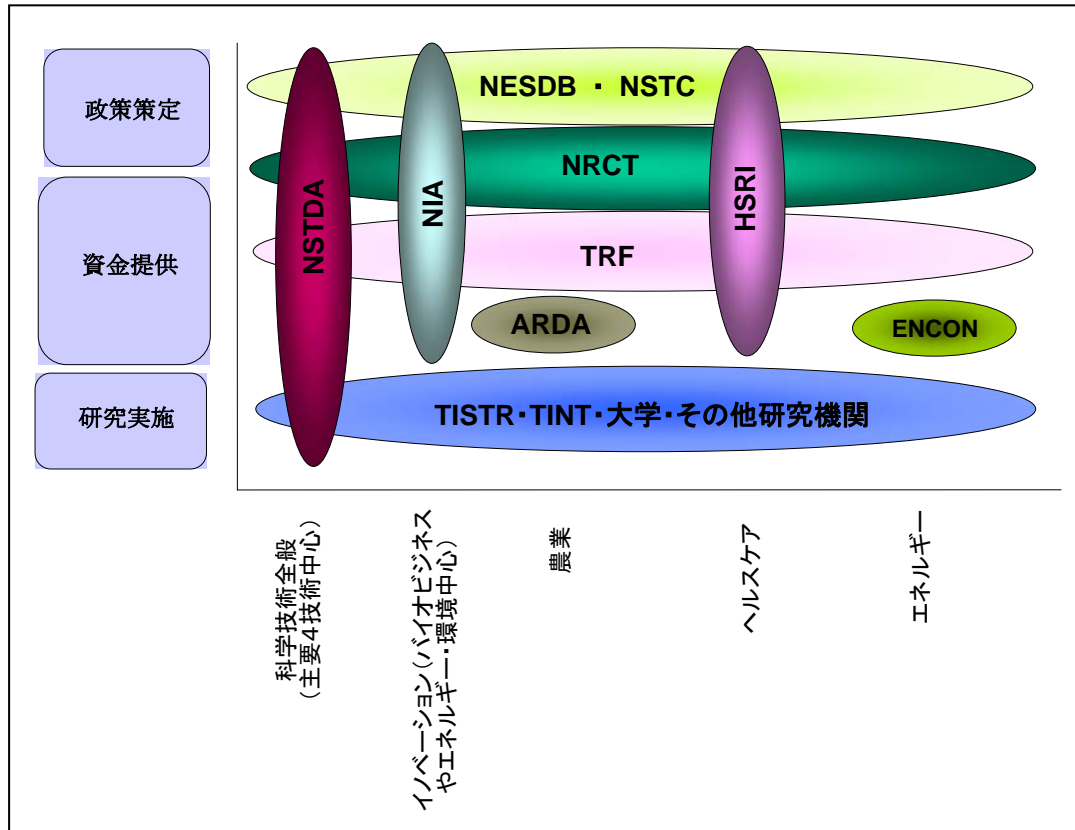 政策策定
資金提供
研究実施
NESDB ・ NSTC
NRCT
TRF
ARDA
ENCON
TISTR・TINT・大学・その他研究機関
NSTDA
NIA
HSRI
科学技術全般
(主要4技術中心)
イノベーション(バイオビジネス
やエネルギー・環境中心)
農業
ヘルスケア
エネルギー